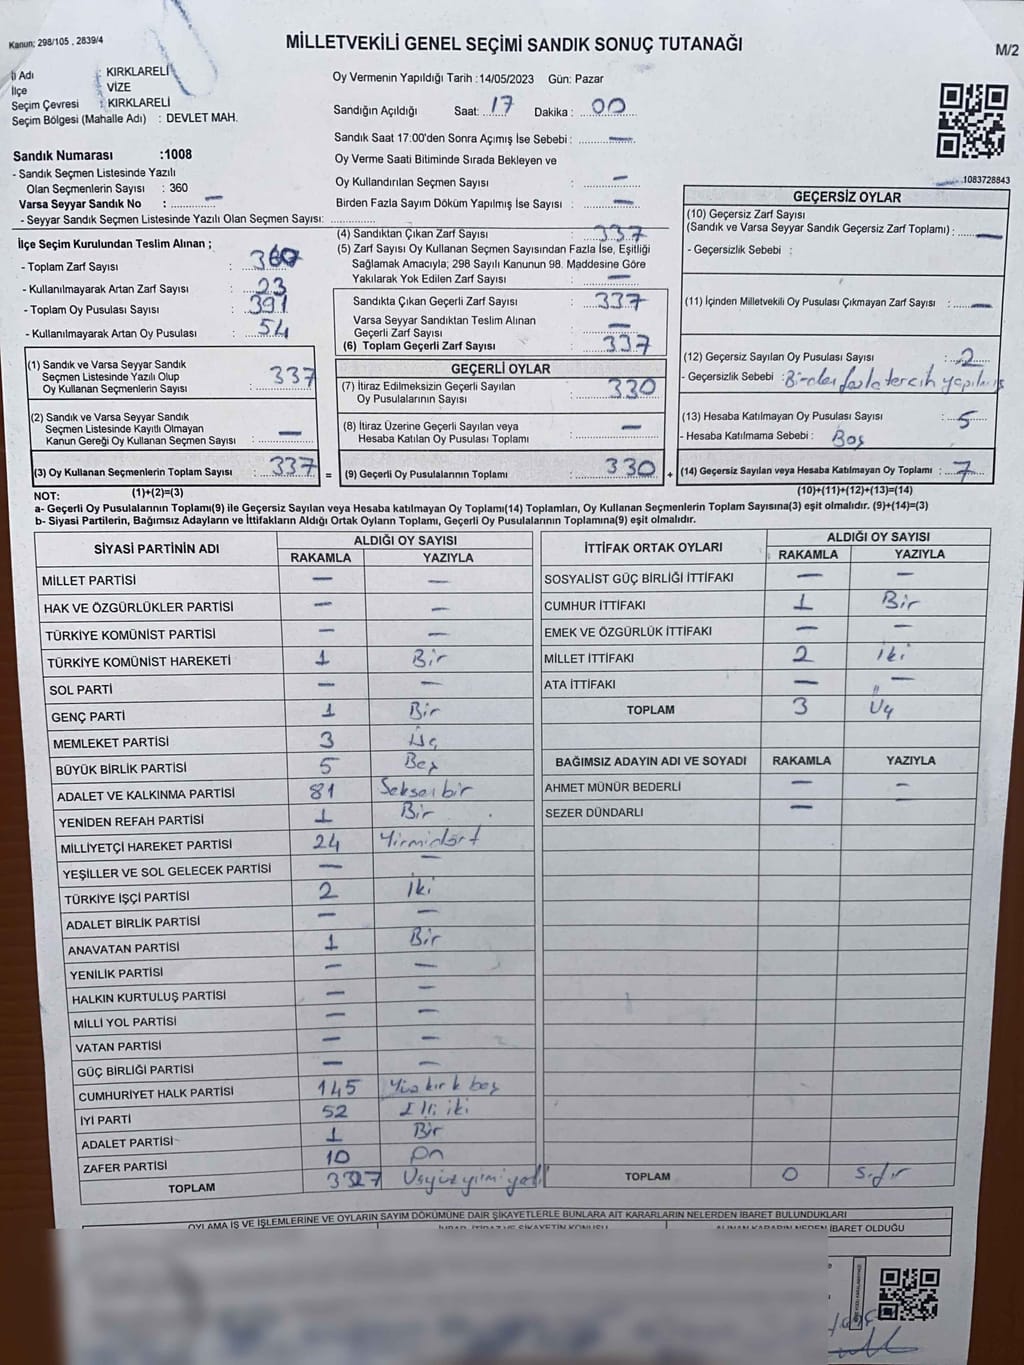 Kanun; 298/105 , 2839/4
MİLLETVEKİLİ GENEL SEÇİMİ SANDIK SONUÇ TUTANAĞI
M/2
İl Adı : KIRKLARELİ
İlçe : VİZE
Seçim Çevresi : KIRKLARELİ
Seçim Bölgesi (Mahalle Adı) : DEVLET MAH.
Sandık Numarası :1008
- Sandık Seçmen Listesinde Yazılı
Olan Seçmenlerin Sayısı : 360
Varsa Seyyar Sandık No : —
- Seyyar Sandık Seçmen Listesinde Yazılı Olan Seçmen Sayısı:
Oy Vermenin Yapıldığı Tarih :14/05/2023 Gün: Pazar
Sandığın Açıldığı Saat: 17 Dakika : 00
Sandık Saat 17:00'den Sonra Açımış İse Sebebi : —
Oy Verme Saati Bitiminde Sırada Bekleyen ve
Oy Kullandırılan Seçmen Sayısı : —
Birden Fazla Sayım Döküm Yapılmış İse Sayısı : —
1083728843
İlçe Seçim Kurulundan Teslim Alınan ;
- Toplam Zarf Sayısı : 360
- Kullanılmayarak Artan Zarf Sayısı : 23
- Toplam Oy Pusulası Sayısı : 391
- Kullanılmayarak Artan Oy Pusulası : 54
(1) Sandık ve Varsa Seyyar Sandık
Seçmen Listesinde Yazılı Olup
Oy Kullanan Seçmenlerin Sayısı : 337
(2) Sandık ve Varsa Seyyar Sandık
Seçmen Listesinde Kayıtlı Olmayan
Kanun Gereği Oy Kullanan Seçmen Sayısı : —
(3) Oy Kullanan Seçmenlerin Toplam Sayısı : 337
(4) Sandıktan Çıkan Zarf Sayısı : 337
(5) Zarf Sayısı Oy Kullanan Seçmen Sayısından Fazla İse, Eşitliği
Sağlamak Amacıyla; 298 Sayılı Kanunun 98. Maddesine Göre
Yakılarak Yok Edilen Zarf Sayısı : —
Sandıkta Çıkan Geçerli Zarf Sayısı : 337
Varsa Seyyar Sandıktan Teslim Alınan
Geçerli Zarf Sayısı : —
(6) Toplam Geçerli Zarf Sayısı : 337
GEÇERLİ OYLAR
(7) İtiraz Edilmeksizin Geçerli Sayılan
Oy Pusulalarının Sayısı : 330
(8) İtiraz Üzerine Geçerli Sayılan veya
Hesaba Katılan Oy Pusulası Toplamı : —
= (9) Geçerli Oy Pusulalarının Toplamı : 330
GEÇERSİZ OYLAR
(10) Geçersiz Zarf Sayısı
(Sandık ve Varsa Seyyar Sandık Geçersiz Zarf Toplamı) : —
- Geçersizlik Sebebi :
(11) İçinden Milletvekili Oy Pusulası Çıkmayan Zarf Sayısı : —
(12) Geçersiz Sayılan Oy Pusulası Sayısı : 2
- Geçersizlik Sebebi : Birden fazla tercih yapılmış
(13) Hesaba Katılmayan Oy Pusulası Sayısı : 5
- Hesaba Katılmama Sebebi : Boş
+ (14) Geçersiz Sayılan veya Hesaba Katılmayan Oy Toplamı : 7
NOT: (1)+(2)=(3) (10)+(11)+(12)+(13)=(14)
a- Geçerli Oy Pusulalarının Toplamı(9) ile Geçersiz Sayılan veya Hesaba katılmayan Oy Toplamı(14) Toplamları, Oy Kullanan Seçmenlerin Toplam Sayısına(3) eşit olmalıdır. (9)+(14)=(3)
b- Siyasi Partilerin, Bağımsız Adayların ve İttifakların Aldığı Ortak Oyların Toplamı, Geçerli Oy Pusulalarının Toplamına(9) eşit olmalıdır.
SİYASİ PARTİNİN ADI ALDIĞI OY SAYISI
RAKAMLA YAZIYLA
MİLLET PARTİSİ — —
HAK VE ÖZGÜRLÜKLER PARTİSİ — —
TÜRKİYE KOMÜNİST PARTİSİ — —
TÜRKİYE KOMÜNİST HAREKETİ 1 Bir
SOL PARTİ — —
GENÇ PARTİ 1 Bir
MEMLEKET PARTİSİ 3 Üç
BÜYÜK BİRLİK PARTİSİ 5 Beş
ADALET VE KALKINMA PARTİSİ 81 Seksenbir
YENİDEN REFAH PARTİSİ 1 Bir
MİLLİYETÇİ HAREKET PARTİSİ 24 Yirmidört
YEŞİLLER VE SOL GELECEK PARTİSİ — —
TÜRKİYE İŞÇİ PARTİSİ 2 İki
ADALET BİRLİK PARTİSİ — —
ANAVATAN PARTİSİ 1 Bir
YENİLİK PARTİSİ — —
HALKIN KURTULUŞ PARTİSİ — —
MİLLİ YOL PARTİSİ — —
VATAN PARTİSİ — —
GÜÇ BİRLİĞİ PARTİSİ — —
CUMHURİYET HALK PARTİSİ 145 Yüz kırk beş
İYİ PARTİ 52 Elli iki
ADALET PARTİSİ 1 Bir
ZAFER PARTİSİ 10 On
TOPLAM 327 Üçyüzyirmiyedi
İTTİFAK ORTAK OYLARI ALDIĞI OY SAYISI
RAKAMLA YAZIYLA
SOSYALİST GÜÇ BİRLİĞİ İTTİFAKI — —
CUMHUR İTTİFAKI 1 Bir
EMEK VE ÖZGÜRLÜK İTTİFAKI — —
MİLLET İTTİFAKI 2 iki
ATA İTTİFAKI — —
TOPLAM 3 Üç
BAĞIMSIZ ADAYIN ADI VE SOYADI RAKAMLA YAZIYLA
AHMET MÜNÜR BEDERLİ — —
SEZER DÜNDARLI —
TOPLAM 0 Sıfır
OYLAMA İŞ VE İŞLEMLERİNE VE OYLARIN SAYIM DÖKÜMÜNE DAİR ŞİKAYETLERLE BUNLARA AİT KARARLARIN NELERDEN İBARET BULUNDUKLARI
ALINAN KARARIN NEDEN İBARET OLDUĞU